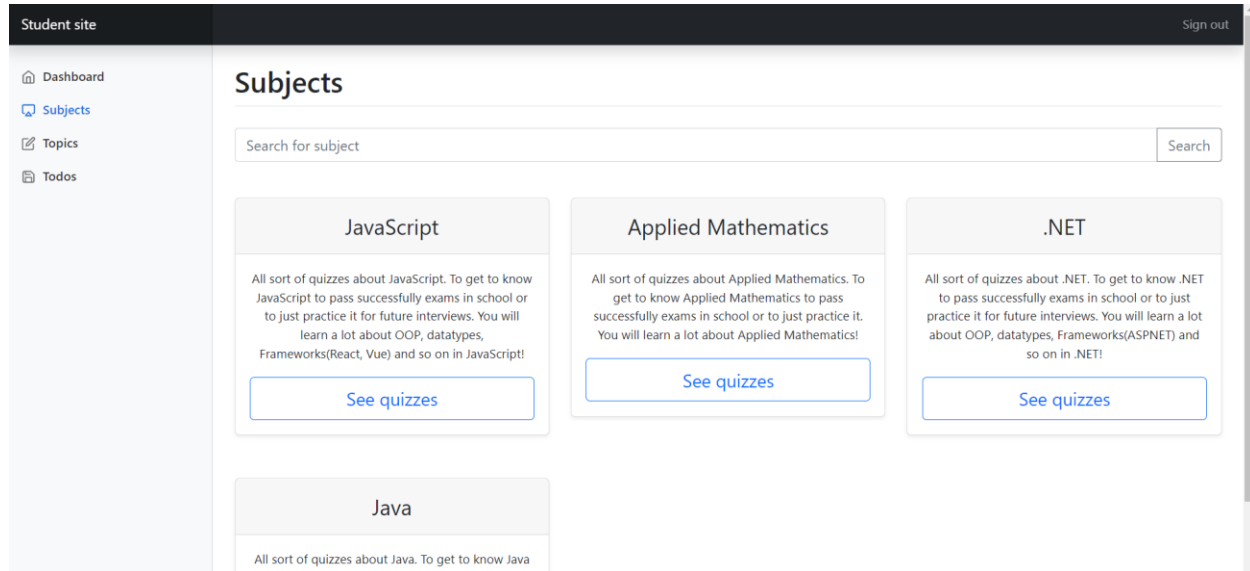 Student site
Sign out
Dashboard
Subjects
Topics
Todos
Subjects
Search for subject
Search
JavaScript
All sort of quizzes about JavaScript. To get to know
JavaScript to pass successfully exams in school or
to just practice it for future interviews. You will
learn a lot about OOP, datatypes,
Frameworks(React, Vue) and so on in JavaScript!
See quizzes
Applied Mathematics
All sort of quizzes about Applied Mathematics. To
get to know Applied Mathematics to pass
successfully exams in school or to just practice it.
You will learn a lot about Applied Mathematics!
See quizzes
.NET
All sort of quizzes about .NET. To get to know .NET
to pass successfully exams in school or to just
practice it for future interviews. You will learn a lot
about OOP, datatypes, Frameworks(ASPNET) and
so on in .NET!
See quizzes
Java
All sort of quizzes about Java. To get to know Java